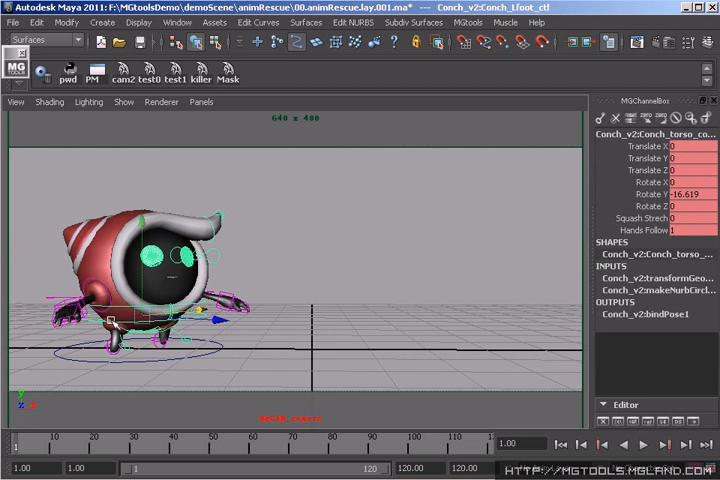 Autodesk Maya 2011: F:\MGtoolsDemo\demoScene\animRescue\00.animRescue.lay.001.ma* --- Conch_v2:Conch_Lfoot_ctl
File Edit Modify Create Display Window Assets Edit Curves Surfaces Edit NURBS Subdiv Surfaces MGtools Muscle Help
Surfaces
MG
TOOLS
pwd PM cam2 test0 test1 killer Mask
View Shading Lighting Show Renderer Panels
MGChannelBox
640 x 480
Conch_v2:Conch_torso_co...
Translate X 0
Translate Y 0
Translate Z 0
Rotate X 0
Rotate Y -16.619
Rotate Z 0
Squash Strech 0
Hands Follow 1
SHAPES
Conch_v2:Conch_torso_...
INPUTS
Conch_v2:transformGeo...
Conch_v2:makeNurbCircl...
OUTPUTS
Conch_v2:bindPose1
y
z
Editor
1 10 20 30 40 50 60 70 80 90 100 110 12
1.00
1.00 1.00 1 120 120.00 120.00
HTTP://MGTOOLS.MGLAND.COM